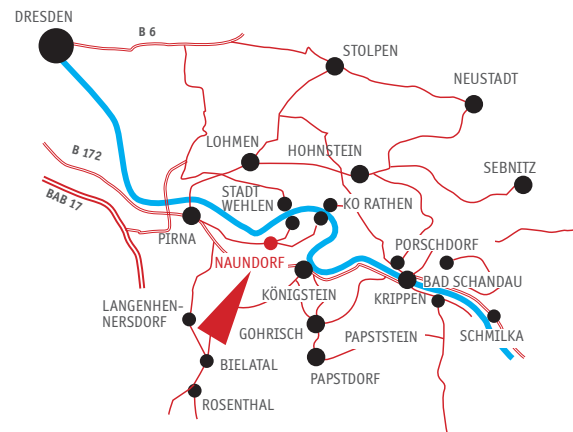 DRESDEN
B 6
STOLPEN
NEUSTADT
B 172
LOHMEN
HOHNSTEIN
SEBNITZ
BAB 17
STADT
WEHLEN
KO RATHEN
PIRNA
PORSCHDORF
NAUNDORF
BAD SCHANDAU
KÖNIGSTEIN
KRIPPEN
LANGENHEN-
NERSDORF
GOHRISCH
PAPSTSTEIN
SCHMILKA
BIELATAL
PAPSTDORF
ROSENTHAL